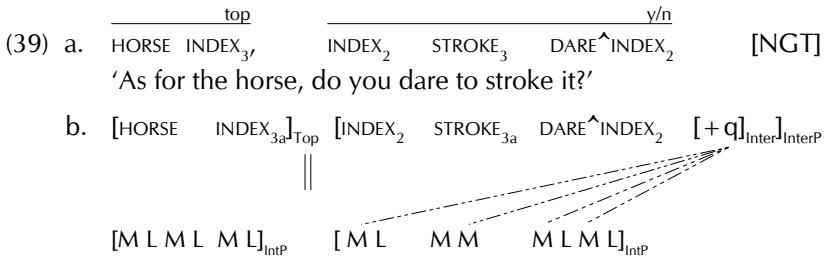 top y/n
(39) a. HORSE INDEX₃, INDEX₂ STROKE₃ DARE^INDEX₂ [NGT]
‘As for the horse, do you dare to stroke it?’
b. [HORSE INDEX₃ₐ]Top [INDEX₂ STROKE₃ₐ DARE^INDEX₂ [+q]Inter]InterP
[M L M L M L]IntP [M L M M M L M L]IntP